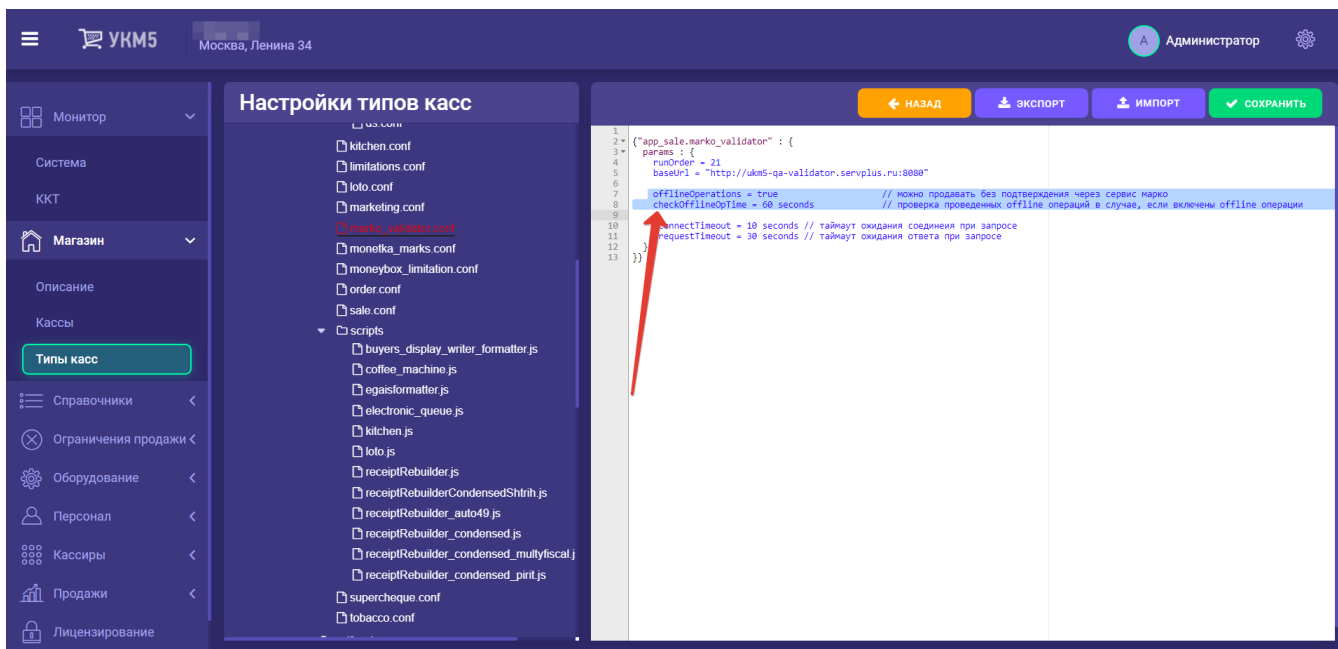 УКМ5
Москва, Ленина 34
А
Администратор
Монитор
Система
ККТ
Магазин
Описание
Кассы
Типы касс
Справочники
Ограничения продажи
Оборудование
Персонал
Кассиры
Продажи
Лицензирование
Настройки типов касс
kitchen.conf
limitations.conf
loto.conf
marketing.conf
marko_validator.conf
monetka_marks.conf
moneybox_limitation.conf
order.conf
sale.conf
scripts
buyers_display_writer_formatter.js
coffee_machine.js
egaisformatter.js
electronic_queue.js
kitchen.js
loto.js
receiptRebuilder.js
receiptRebuilderCondensedShtrih.js
receiptRebuilder_auto49.js
receiptRebuilder_condensed.js
receiptRebuilder_condensed_multyfiscal.j
receiptRebuilder_condensed_pirit.js
supercheque.conf
tobacco.conf
НАЗАД
ЭКСПОРТ
ИМПОРТ
СОХРАНИТЬ
1
2 {"app_sale.marko_validator" : {
3 params : {
4 runOrder = 21
5 baseUrl = "http://ukm5-qa-validator.servplus.ru:8080"
6
7 offlineOperations = true // можно продавать без подтверждения через сервис марко
8 checkOfflineOpTime = 60 seconds // проверка проведенных offline операций в случае, если включены offline операции
9
10 connectTimeout = 10 seconds // таймаут ожидания соединеия при запросе
11 requestTimeout = 30 seconds // таймаут ожидания ответа при запросе
12 }
13 }}